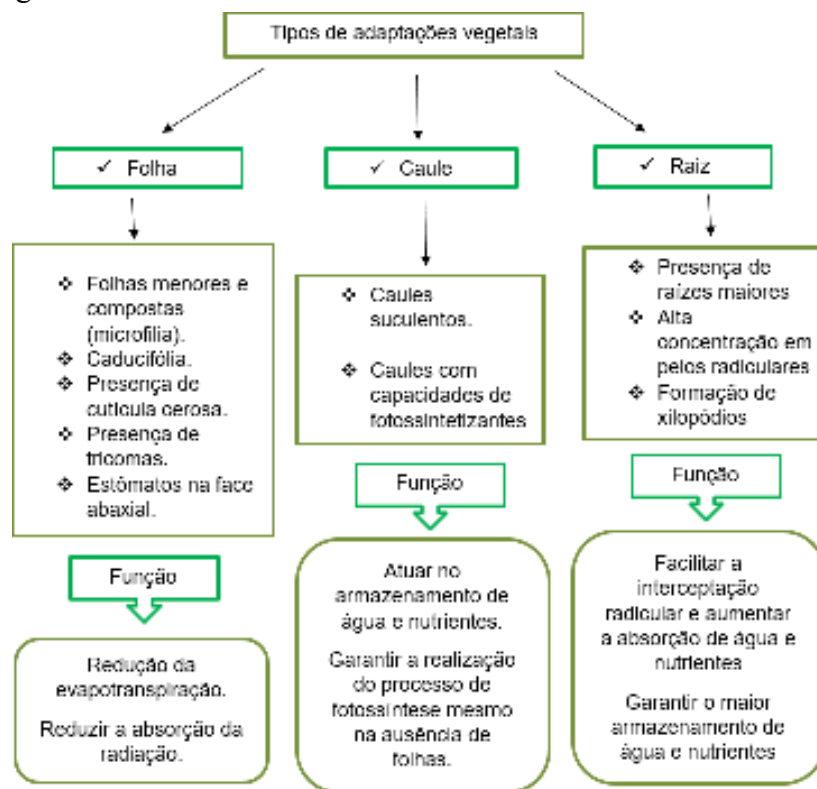 Tipos de adaptações vegetais
✓ Folha
❖ Folhas menores e
compostas
(microfilia).
❖ Caducifólia.
❖ Presença de
cutícula cerosa.
❖ Presença de
tricomas.
❖ Estômatos na face
abaxial.
Função
Redução da
evapotranspiração.
Reduzir a absorção da
radiação.
✓ Caule
❖ Caules
suculentos.
❖ Caules com
capacidades de
fotossintetizantes
Função
Atuar no
armazenamento de
água e nutrientes.
Garantir a realização
do processo de
fotossíntese mesmo
na ausência de
folhas.
✓ Raiz
❖ Presença de
raízes maiores
❖ Alta
concentração em
pelos radiculares
❖ Formação de
xilopódios
Função
Facilitar a
interceptação
radicular e aumentar
a absorção de água e
nutrientes
Garantir o maior
armazenamento de
água e nutrientes